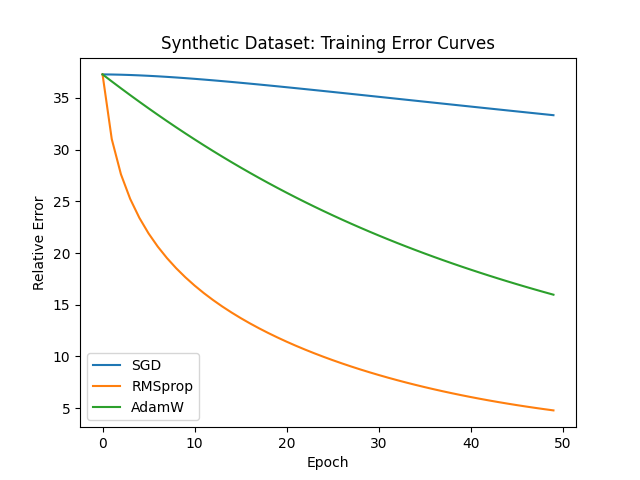 Synthetic Dataset: Training Error Curves
Relative Error
35
30
25
20
15
10
5
SGD
RMSprop
AdamW
0
10
20
30
40
50
Epoch